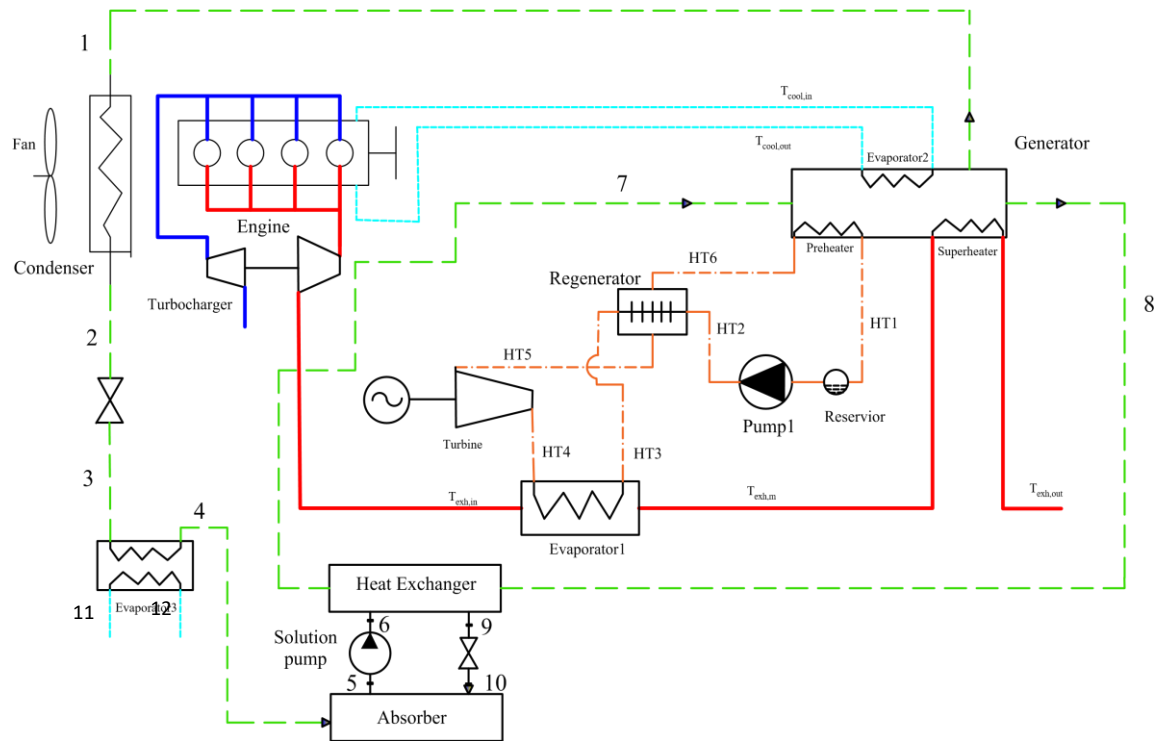 1
T_cool,in
Fan
T_cool,out
Evaporator2
Generator
7
Engine
Preheater
Superheater
Condenser
HT6
Regenerator
Turbocharger
8
HT2
HT1
2
HT5
Reservior
Pump1
Turbine
HT4
HT3
3
T_exh,in
T_exh,m
T_exh,out
4
Evaporator1
Heat Exchanger
11
Evaporator3
12
6
9
Solution
pump
5
10
Absorber